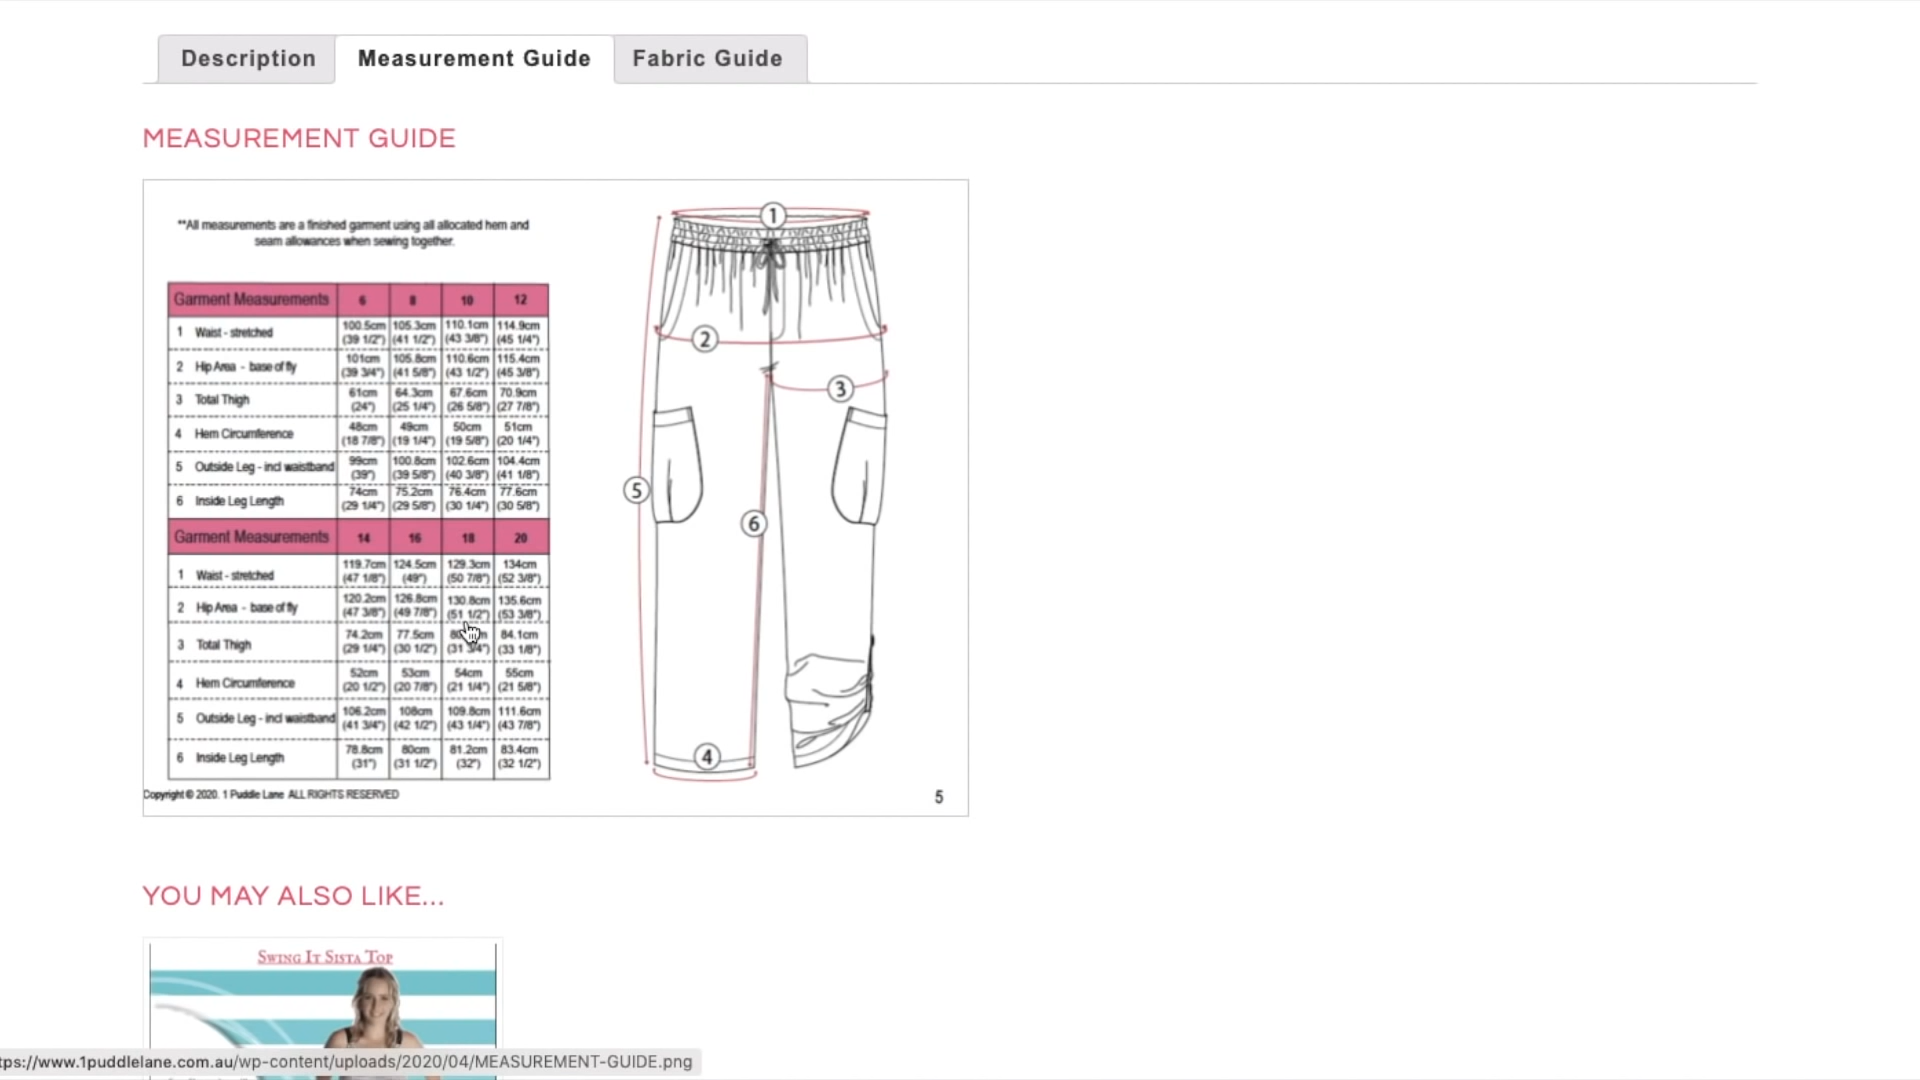 Description Measurement Guide Fabric Guide
MEASUREMENT GUIDE
**All measurements are a finished garment using all allocated hem and
seam allowances when sewing together.
Garment Measurements 6 8 10 12
1 Waist - stretched 100.5cm (39 1/2") 105.3cm (41 1/2") 110.1cm (43 3/8") 114.9cm (45 1/4")
2 Hip Area - base of fly 101cm (39 3/4") 105.8cm (41 5/8") 110.6cm (43 1/2") 115.4cm (45 3/8")
3 Total Thigh 61cm (24") 64.3cm (25 1/4") 67.6cm (26 5/8") 70.9cm (27 7/8")
4 Hem Circumference 48cm (18 7/8") 49cm (19 1/4") 50cm (19 5/8") 51cm (20 1/4")
5 Outside Leg - incl waistband 99cm (39") 100.8cm (39 5/8") 102.6cm (40 3/8") 104.4cm (41 1/8")
6 Inside Leg Length 74cm (29 1/4") 75.2cm (29 5/8") 76.4cm (30 1/4") 77.6cm (30 5/8")
Garment Measurements 14 16 18 20
1 Waist - stretched 119.7cm (47 1/8") 124.5cm (49") 129.3cm (50 7/8") 134cm (52 3/8")
2 Hip Area - base of fly 120.2cm (47 3/8") 126.8cm (49 7/8") 130.8cm (51 1/2") 135.6cm (53 3/8")
3 Total Thigh 74.2cm (29 1/4") 77.5cm (30 1/2") (31 3/4") 84.1cm (33 1/8")
4 Hem Circumference 52cm (20 1/2") 53cm (20 7/8") 54cm (21 1/4") 55cm (21 5/8")
5 Outside Leg - incl waistband 106.2cm (41 3/4") 108cm (42 1/2") 109.8cm (43 1/4") 111.6cm (43 7/8")
6 Inside Leg Length 78.8cm (31") 80cm (31 1/2") 81.2cm (32") 83.4cm (32 1/2")
Copyright © 2020. 1 Puddle Lane ALL RIGHTS RESERVED
1
2
3
5
6
4
5
YOU MAY ALSO LIKE...
SWING IT SISTA TOP
tps://www.1puddlelane.com.au/wp-content/uploads/2020/04/MEASUREMENT-GUIDE.png